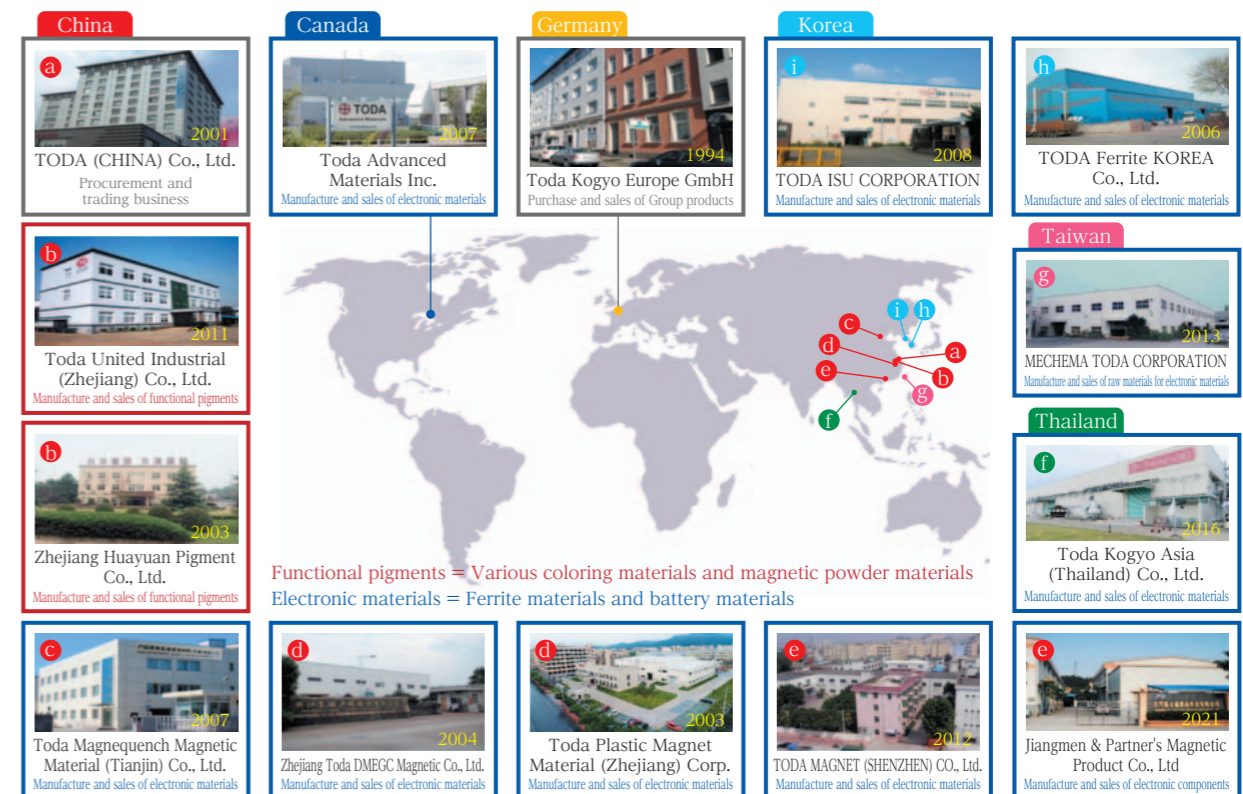 China
a
2001
TODA (CHINA) Co., Ltd.
Procurement and
trading business
Canada
TODA
Advanced Materials
2007
Toda Advanced
Materials Inc.
Manufacture and sales of electronic materials
Germany
1994
Toda Kogyo Europe GmbH
Purchase and sales of Group products
Korea
i
2008
TODA ISU CORPORATION
Manufacture and sales of electronic materials
h
2006
TODA Ferrite KOREA
Co., Ltd.
Manufacture and sales of electronic materials
b
2011
Toda United Industrial
(Zhejiang) Co., Ltd.
Manufacture and sales of functional pigments
Taiwan
g
2013
MECHEMA TODA CORPORATION
Manufacture and sales of raw materials for electronic materials
c
i
h
d
a
e
b
g
f
b
2003
Zhejiang Huayuan Pigment
Co., Ltd.
Manufacture and sales of functional pigments
Thailand
f
2016
Toda Kogyo Asia
(Thailand) Co., Ltd.
Manufacture and sales of electronic materials
Functional pigments = Various coloring materials and magnetic powder materials
Electronic materials = Ferrite materials and battery materials
c
2007
Toda Magnequench Magnetic
Material (Tianjin) Co., Ltd.
Manufacture and sales of electronic materials
d
2004
Zhejiang Toda DMEGC Magnetic Co., Ltd.
Manufacture and sales of electronic materials
d
2003
Toda Plastic Magnet
Material (Zhejiang) Corp.
Manufacture and sales of electronic materials
e
2012
TODA MAGNET (SHENZHEN) CO., Ltd.
Manufacture and sales of electronic materials
e
2021
Jiangmen & Partner's Magnetic
Product Co., Ltd
Manufacture and sales of electronic components